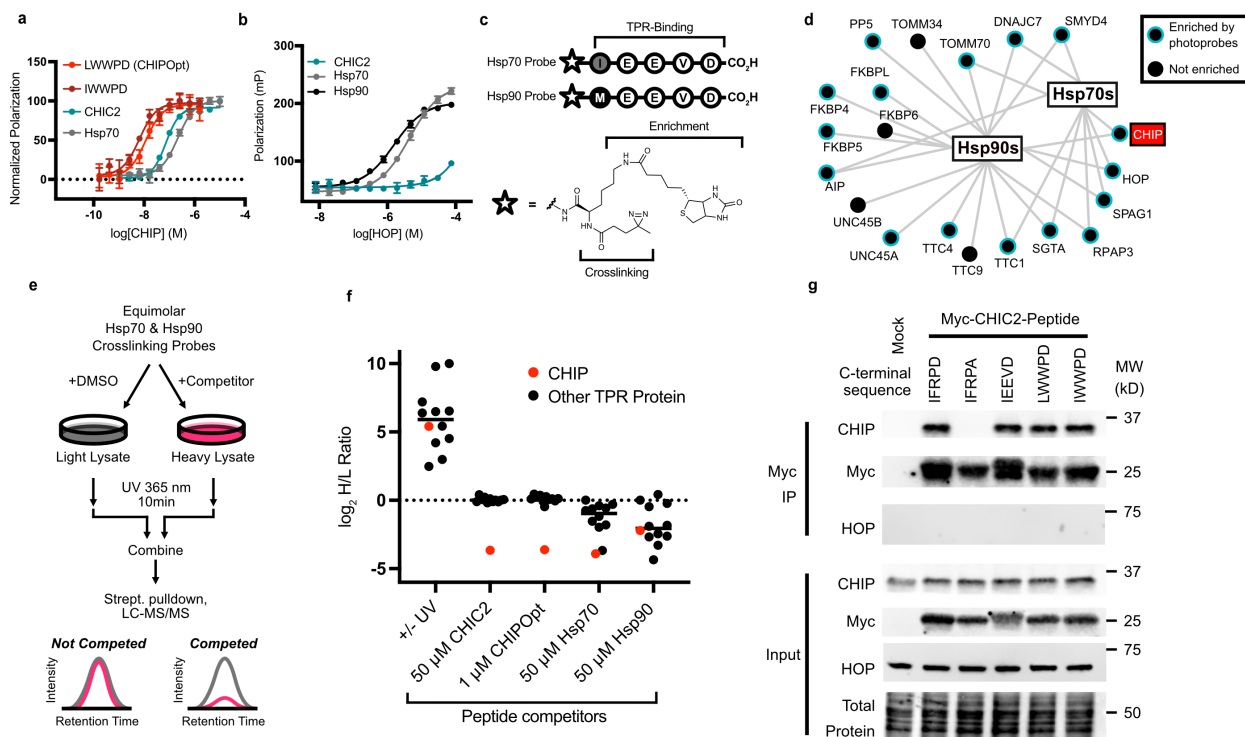 a
Normalized Polarization
150
100
50
0
LWWPD (CHIPOpt)
IWWPD
CHIC2
Hsp70
-10
-8
-6
-4
log[CHIP] (M)
b
Polarization (mP)
300
200
100
CHIC2
Hsp70
Hsp90
-8
-6
-4
log[HOP] (M)
c
TPR-Binding
Hsp70 Probe
I E E V D CO2H
Hsp90 Probe
M E E V D CO2H
Enrichment
=
N
H
O
HN
O
HN
O
N=N
O
S
HN
NH
O
Crosslinking
d
PP5
TOMM34
DNAJC7
SMYD4
TOMM70
FKBPL
FKBP4
FKBP6
FKBP5
AIP
UNC45B
UNC45A
TTC4
TTC9
TTC1
SGTA
RPAP3
SPAG1
HOP
CHIP
Hsp70s
Hsp90s
Enriched by
photoprobes
Not enriched
e
Equimolar
Hsp70 & Hsp90
Crosslinking Probes
+DMSO
+Competitor
Light Lysate
Heavy Lysate
UV 365 nm
10min
Combine
Strept. pulldown,
LC-MS/MS
Not Competed
Competed
Intensity
Retention Time
Intensity
Retention Time
f
log2 H/L Ratio
10
5
0
-5
CHIP
Other TPR Protein
+/- UV
50 µM CHIC2
1 µM CHIPOpt
50 µM Hsp70
50 µM Hsp90
Peptide competitors
g
Myc-CHIC2-Peptide
Mock
C-terminal
sequence
IFRPD
IFRPA
IEEVD
LWWPD
IWWPD
MW
(kD)
Myc
IP
CHIP
37
Myc
25
HOP
75
Input
CHIP
37
Myc
25
HOP
75
Total
Protein
50